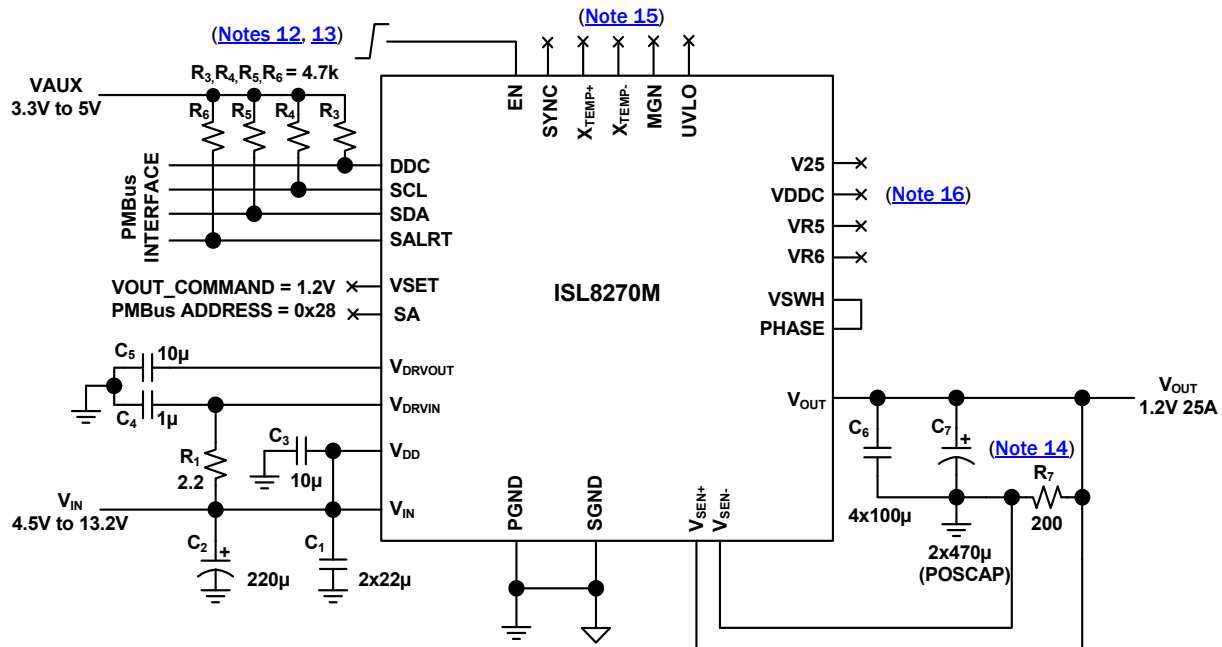 (Notes 12, 13)
(Note 15)
R3,R4,R5,R6 = 4.7k
VAUX
3.3V to 5V
R6
R5
R4
R3
EN
SYNC
XTEMP+
XTEMP-
MGN
UVLO
PMBus
INTERFACE
DDC
SCL
SDA
SALRT
V25
VDDC
(Note 16)
VR5
VR6
VOUT_COMMAND = 1.2V
VSET
PMBus ADDRESS = 0x28
SA
ISL8270M
VSWH
PHASE
C5
10µ
VDRVOUT
C4
1µ
VDRVIN
VOUT
VOUT
1.2V 25A
R1
2.2
C3
10µ
VDD
C6
4x100µ
C7
+
2x470µ
(POSCAP)
(Note 14)
R7
200
VIN
4.5V to 13.2V
VIN
C2
+
220µ
C1
2x22µ
PGND
SGND
VSEN+
VSEN-